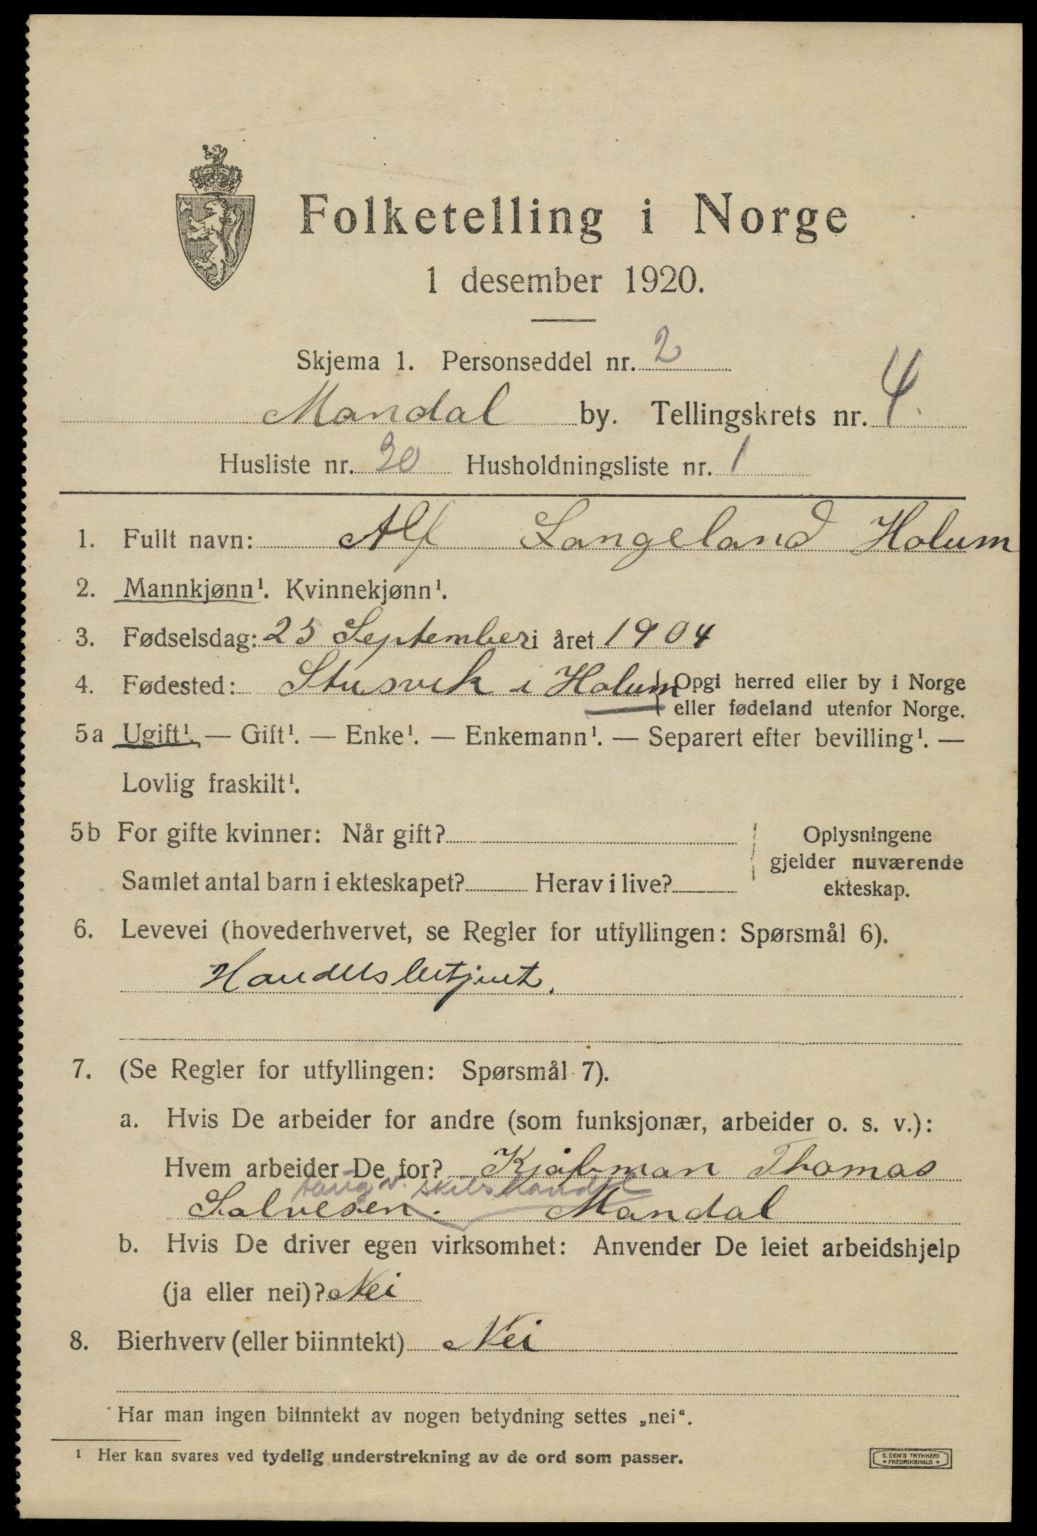 Folketelling i Norge
1 desember 1920.
Skjema 1. Personseddel nr. 2
Mandal by. Tellingskrets nr. 4.
Husliste nr. 30 Husholdningsliste nr. 1
1. Fullt navn: Alf Langeland Holum
2. Mannkjønn¹. Kvinnekjønn¹.
3. Fødselsdag: 25 September i året 1904
4. Fødested: Stusvik i Holum {Opgi herred eller by i Norge
eller fødeland utenfor Norge.
5a Ugift¹. — Gift¹. — Enke¹. — Enkemann¹. — Separert efter bevilling¹. —
Lovlig fraskilt¹.
5b For gifte kvinner: Når gift? Oplysningene
gjelder nuværende
Samlet antal barn i ekteskapet? Herav i live? ekteskap.
6. Levevei (hovederhvervet, se Regler for utfyllingen: Spørsmål 6).
Handelsbetjent.
7. (Se Regler for utfyllingen: Spørsmål 7).
a. Hvis De arbeider for andre (som funksjonær, arbeider o. s. v.):
Hvem arbeider De for? Kjøbman Thomas
Salvesen. Mandal
b. Hvis De driver egen virksomhet: Anvender De leiet arbeidshjelp
(ja eller nei)? Nei
8. Bierhverv (eller biinntekt) Nei
Har man ingen biinntekt av nogen betydning settes „nei“.
¹ Her kan svares ved tydelig understrekning av de ord som passer.
E. SEM'S TRYKKERI
• FREDRIKSHALD •